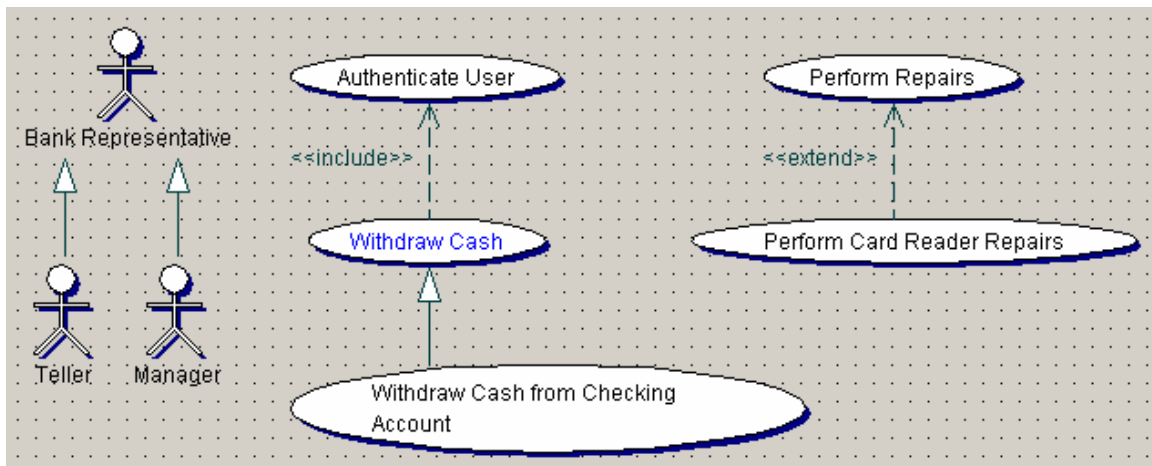 Authenticate User
Perform Repairs
Bank Representative
<<include>>
<<extend>>
Withdraw Cash
Perform Card Reader Repairs
Teller
Manager
Withdraw Cash from Checking
Account